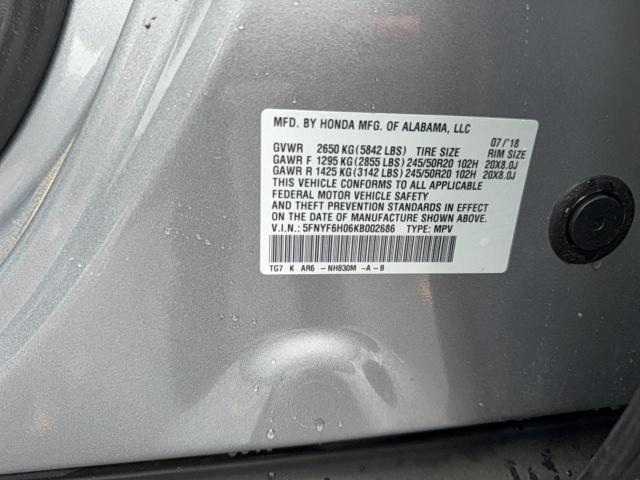 MFD. BY HONDA MFG. OF ALABAMA, LLC
07/'18
GVWR 2650 KG (5842 LBS) TIRE SIZE RIM SIZE
GAWR F 1295 KG (2855 LBS) 245/50R20 102H 20X8.0J
GAWR R 1425 KG (3142 LBS) 245/50R20 102H 20X8.0J
THIS VEHICLE CONFORMS TO ALL APPLICABLE
FEDERAL MOTOR VEHICLE SAFETY
AND THEFT PREVENTION STANDARDS IN EFFECT
ON THE DATE OF MANUFACTURE SHOWN ABOVE.
V.I.N.: 5FNYF6H06KB002686 TYPE: MPV
TG7 K AR6 -NH830M -A-B